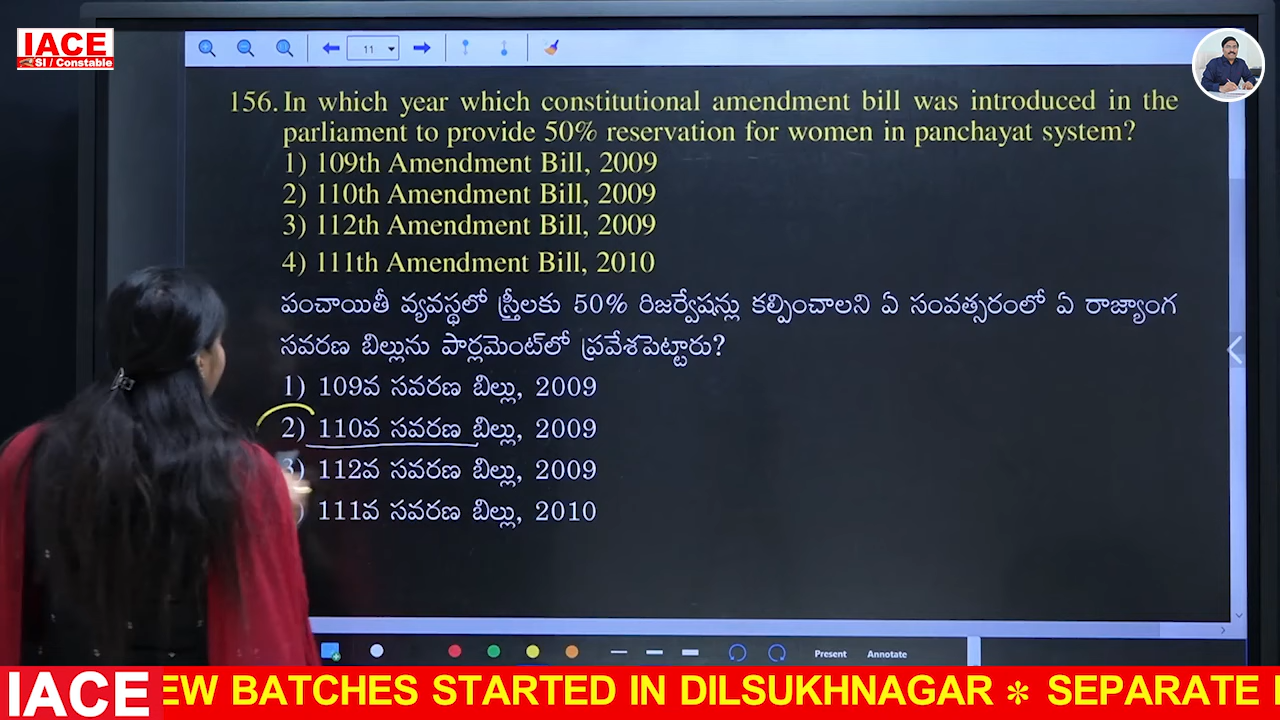 IACE
SI / Constable
11
156. In which year which constitutional amendment bill was introduced in the
parliament to provide 50% reservation for women in panchayat system?
1) 109th Amendment Bill, 2009
2) 110th Amendment Bill, 2009
3) 112th Amendment Bill, 2009
4) 111th Amendment Bill, 2010
పంచాయితీ వ్యవస్థలో స్త్రీలకు 50% రిజర్వేషన్లు కల్పించాలని ఏ సంవత్సరంలో ఏ రాజ్యాంగ
సవరణ బిల్లును పార్లమెంట్‌లో ప్రవేశపెట్టారు?
1) 109వ సవరణ బిల్లు, 2009
2) 110వ సవరణ బిల్లు, 2009
3) 112వ సవరణ బిల్లు, 2009
111వ సవరణ బిల్లు, 2010
Present Annotate
IACE EW BATCHES STARTED IN DILSUKHNAGAR * SEPARATE